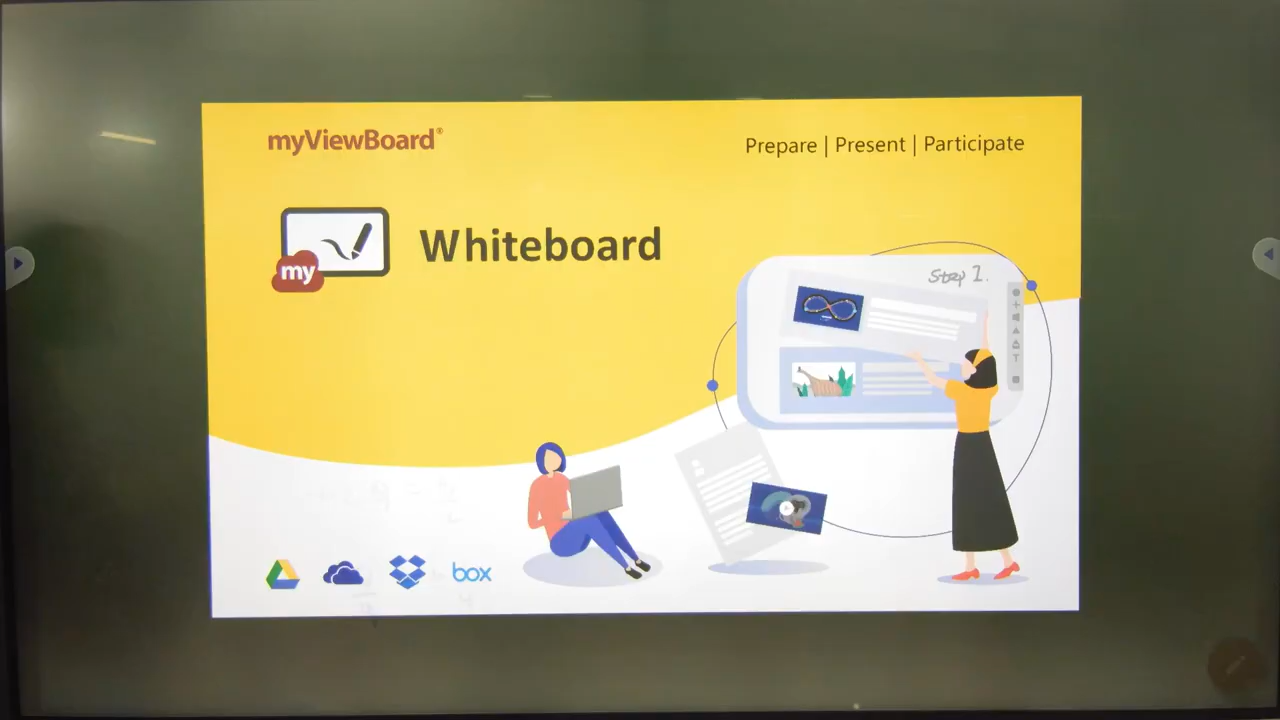 myViewBoard®
Prepare | Present | Participate
my
Whiteboard
Step 1.
T
box